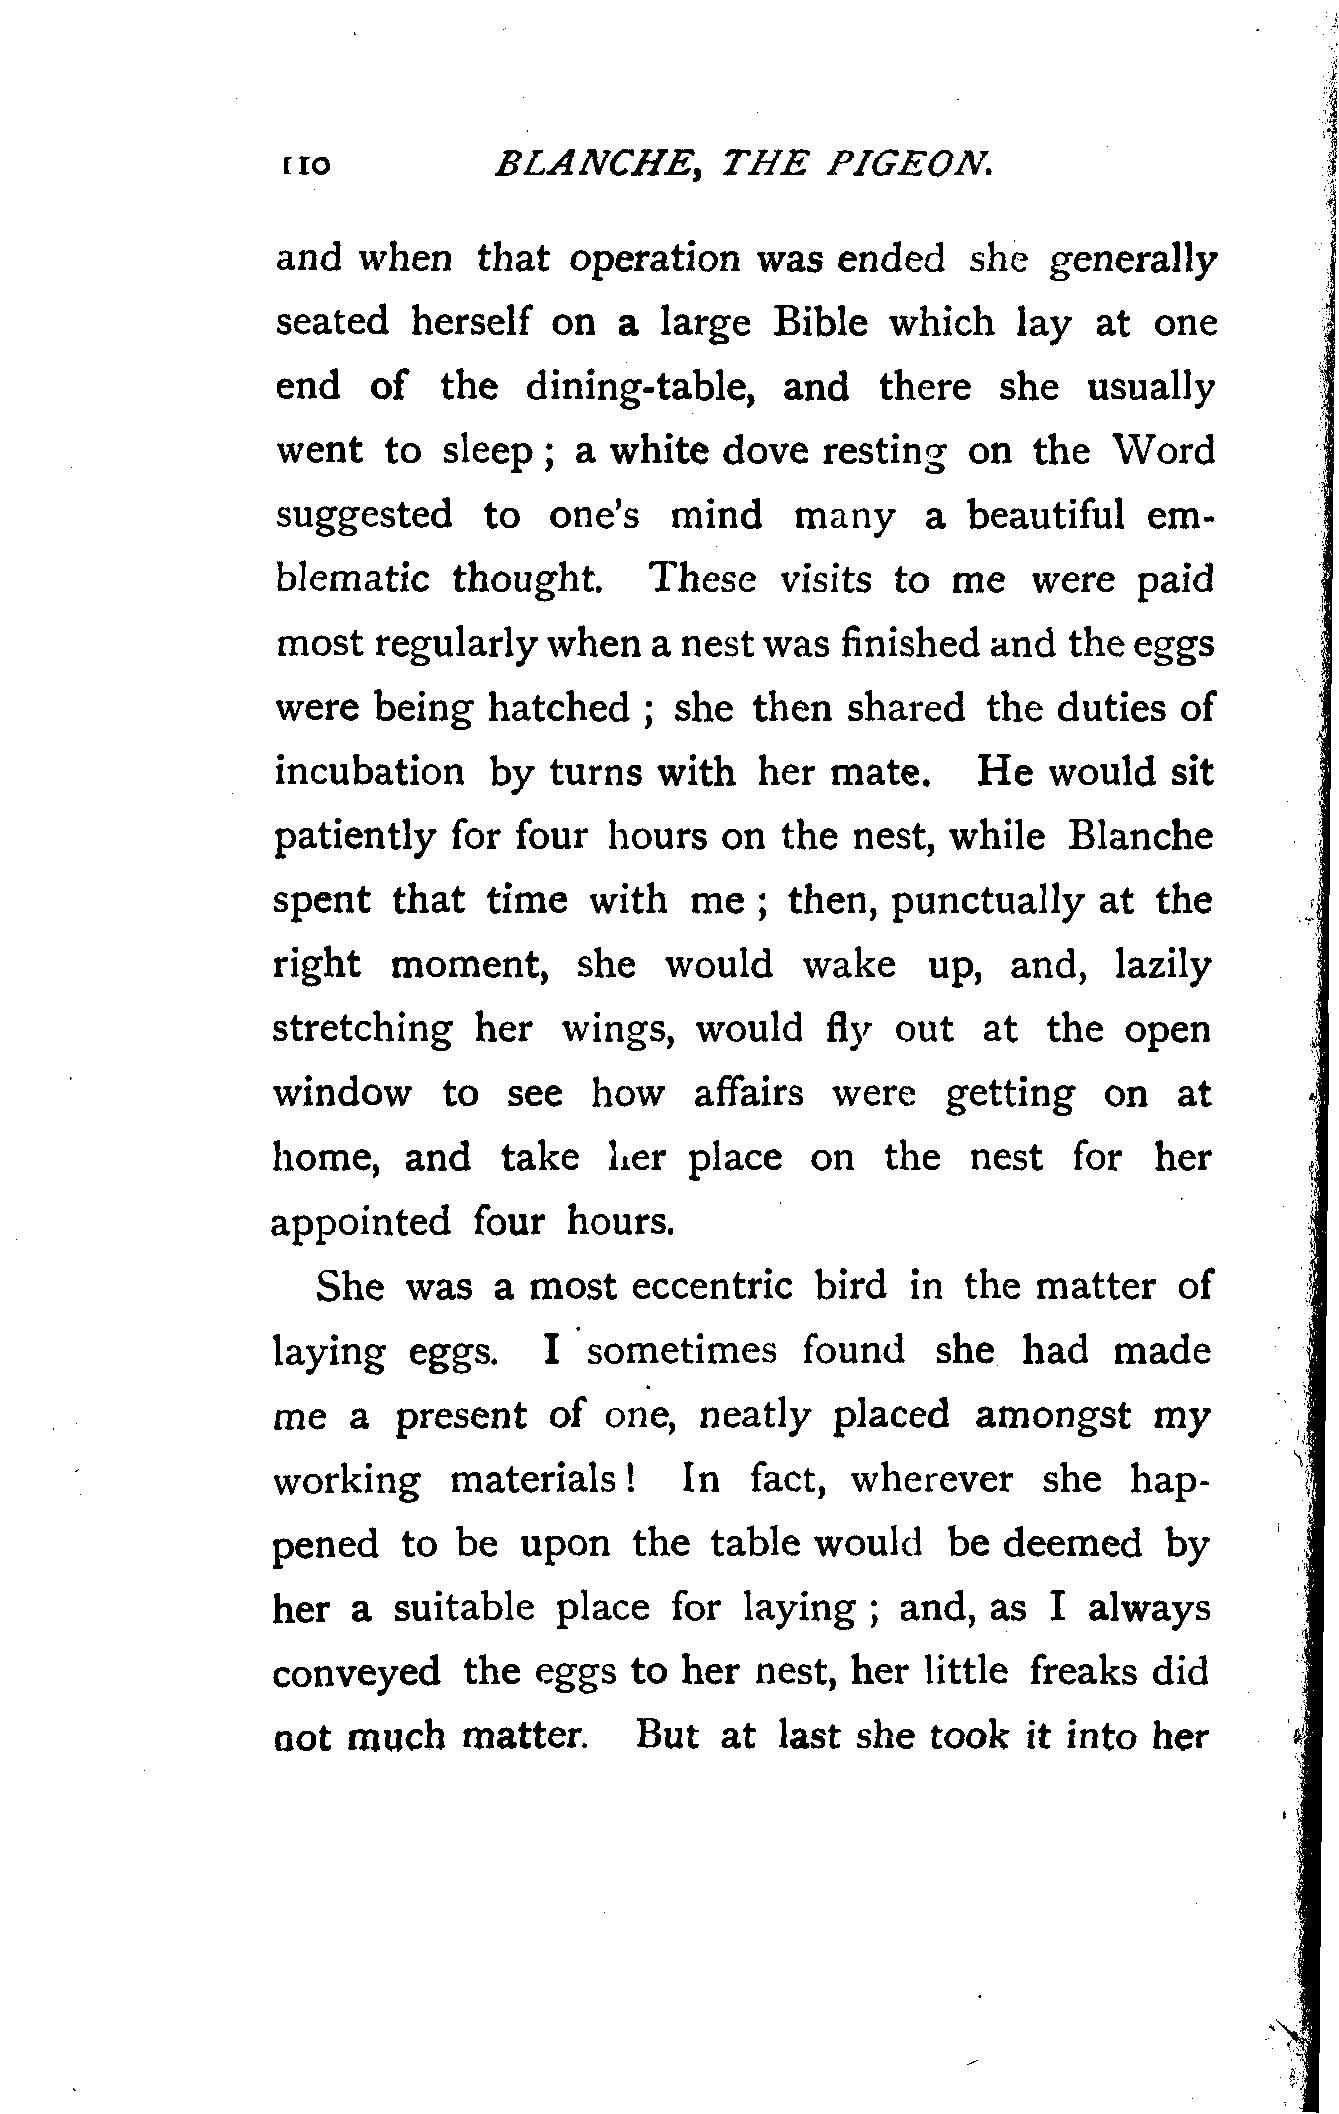 110 BLANCHE, THE PIGEON.
and when that operation was ended she generally
seated herself on a large Bible which lay at one
end of the dining-table, and there she usually
went to sleep ; a white dove resting on the Word
suggested to one's mind many a beautiful em-
blematic thought. These visits to me were paid
most regularly when a nest was finished and the eggs
were being hatched ; she then shared the duties of
incubation by turns with her mate. He would sit
patiently for four hours on the nest, while Blanche
spent that time with me ; then, punctually at the
right moment, she would wake up, and, lazily
stretching her wings, would fly out at the open
window to see how affairs were getting on at
home, and take her place on the nest for her
appointed four hours.
She was a most eccentric bird in the matter of
laying eggs. I sometimes found she had made
me a present of one, neatly placed amongst my
working materials ! In fact, wherever she hap-
pened to be upon the table would be deemed by
her a suitable place for laying ; and, as I always
conveyed the eggs to her nest, her little freaks did
not much matter. But at last she took it into her